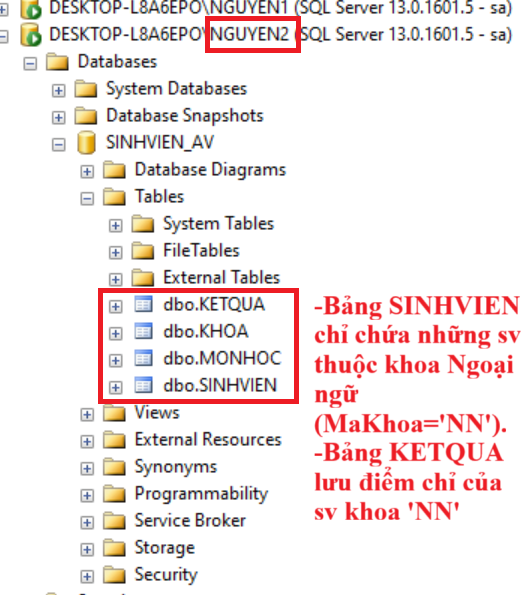 DESKTOP-L8A6EPO\NGUYEN1 (SQL Server 13.0.1601.5 - sa)
DESKTOP-L8A6EPO\NGUYEN2 (SQL Server 13.0.1601.5 - sa)
Databases
System Databases
Database Snapshots
SINHVIEN_AV
Database Diagrams
Tables
System Tables
FileTables
External Tables
dbo.KETQUA
dbo.KHOA
dbo.MONHOC
dbo.SINHVIEN
Views
External Resources
Synonyms
Programmability
Service Broker
Storage
Security
-Bảng SINHVIEN
chỉ chứa những sv
thuộc khoa Ngoại
ngữ
(MaKhoa='NN').
-Bảng KETQUA
lưu điểm chỉ của
sv khoa 'NN'